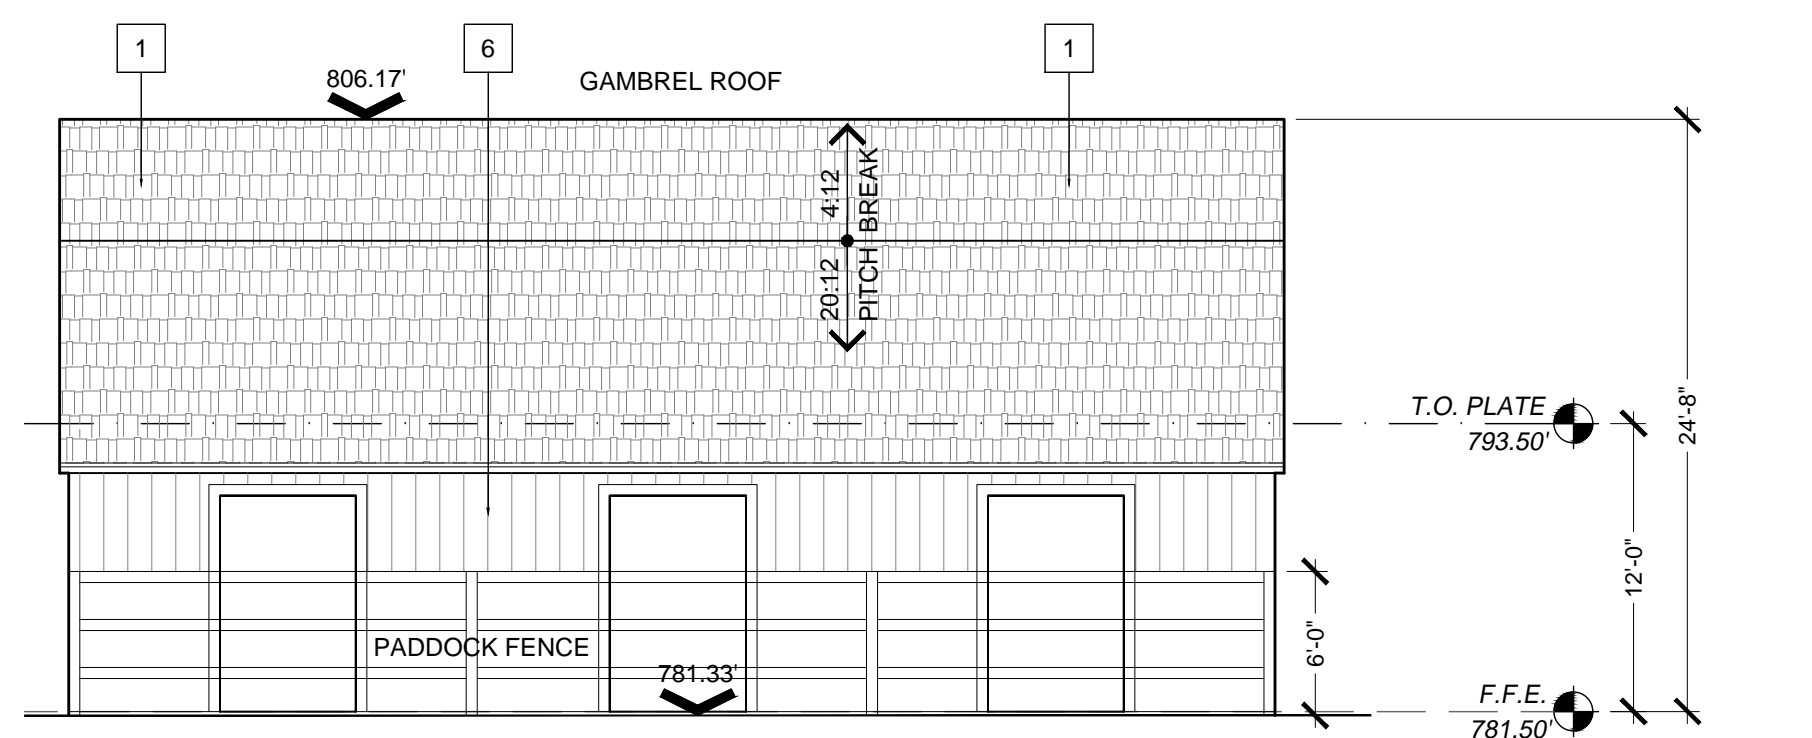 1
6
1
806.17'
GAMBREL ROOF
4:12
20:12
PITCH BREAK
T.O. PLATE
793.50'
24'-8"
12'-0"
6'-0"
PADDOCK FENCE
781.33'
F.F.E.
781.50'